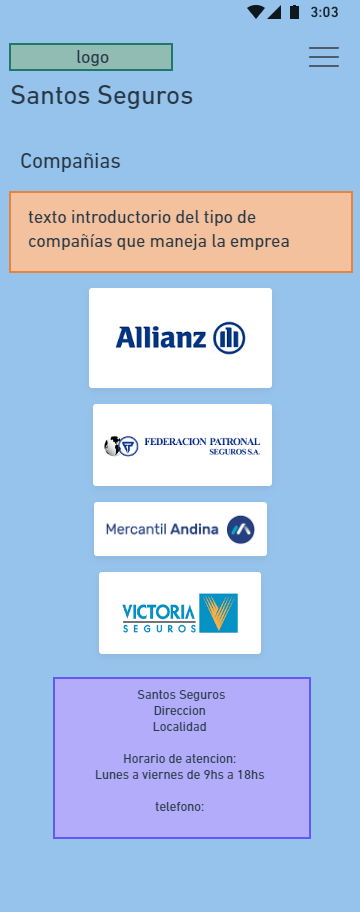 3:03
logo
Santos Seguros
Compañias
texto introductorio del tipo de
compañías que maneja la emprea
Allianz
FEDERACION PATRONAL
SEGUROS S.A.
Mercantil Andina
VICTORIA
SEGUROS
Santos Seguros
Direccion
Localidad
Horario de atencion:
Lunes a viernes de 9hs a 18hs
telefono: